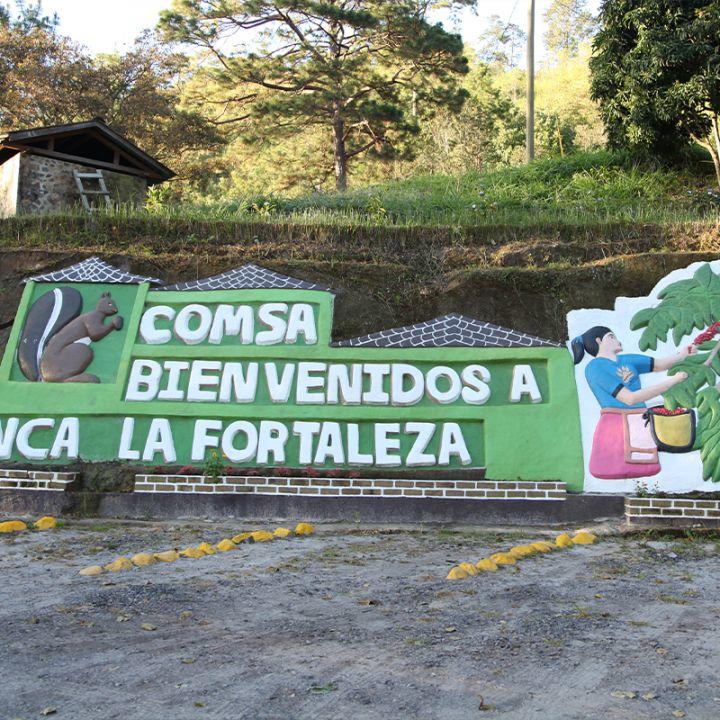 COMSA
BIENVENIDOS A
NCA LA FORTALEZA